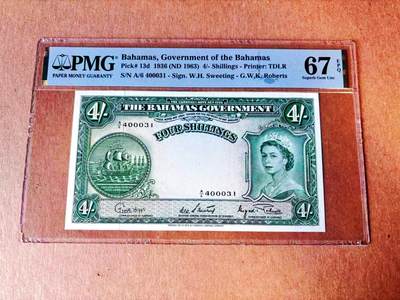 PMG
PAPER MONEY GUARANTY
Bahamas, Government of the Bahamas
Pick# 13d 1936 (ND 1963) 4/- Shillings - Printer: TDLR
S/N A/6 400031 - Sign. W.H. Sweeting - G.W.K. Roberts
67 EPQ
Superb Gem Unc
4/-
THE BAHAMAS GOVERNMENT
4/-
A/6 400031
FOUR SHILLINGS
A/6 400031
4/-
4/-